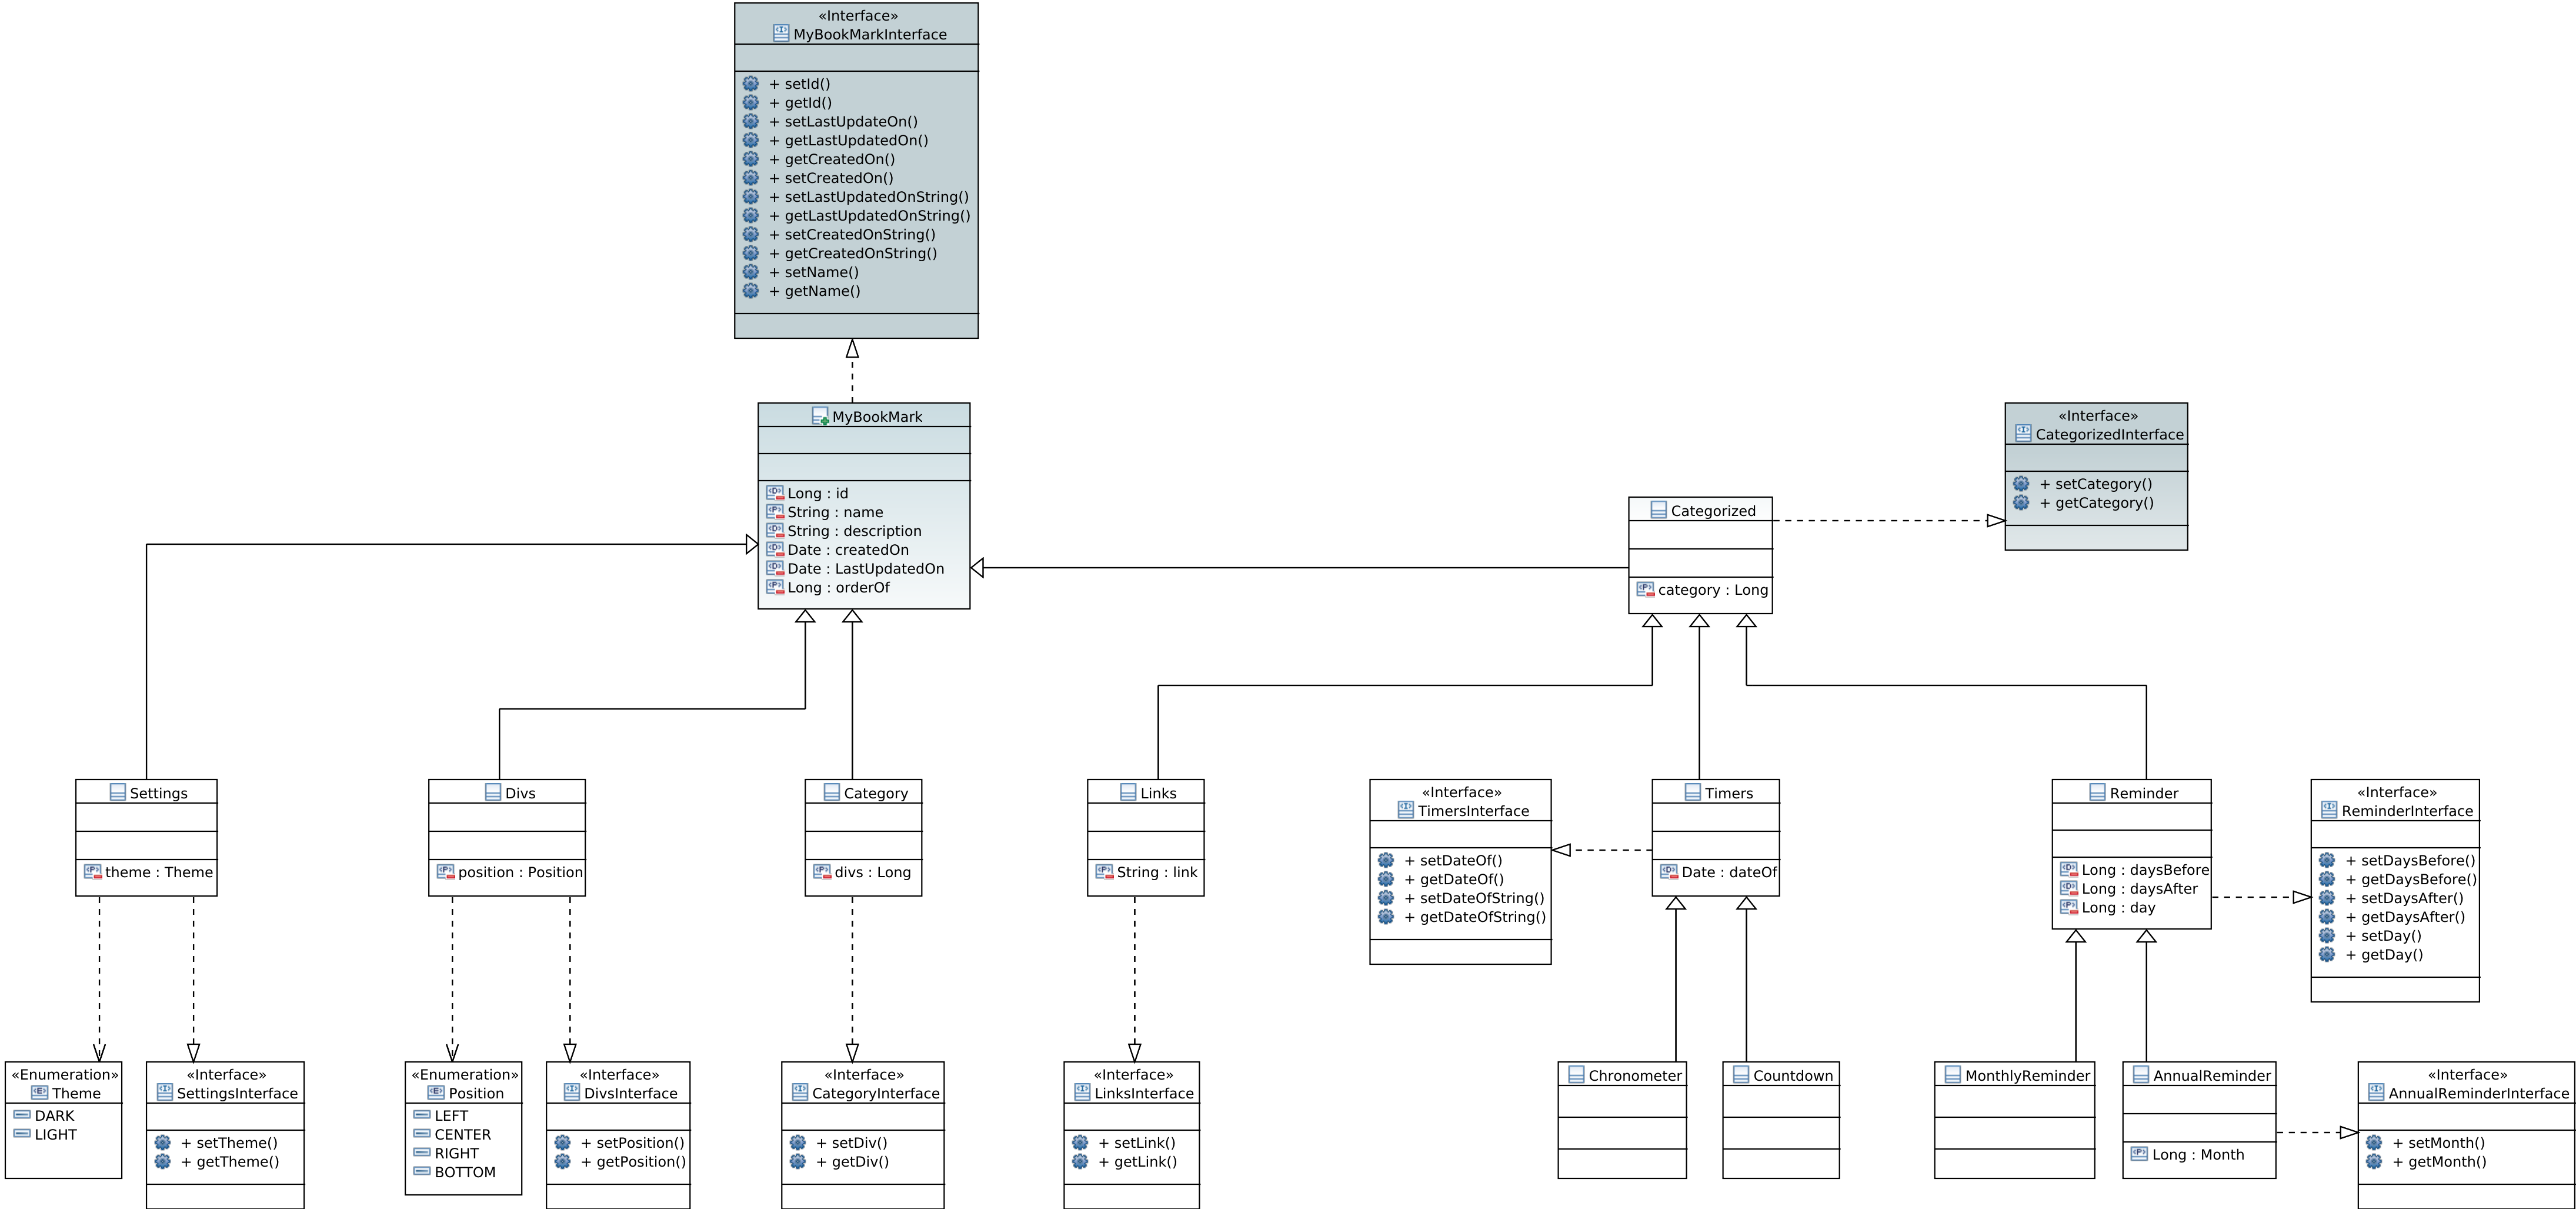 «Interface»
MyBookMarkInterface
+ setId()
+ getId()
+ setLastUpdateOn()
+ getLastUpdatedOn()
+ getCreatedOn()
+ setCreatedOn()
+ setLastUpdatedOnString()
+ getLastUpdatedOnString()
+ setCreatedOnString()
+ getCreatedOnString()
+ setName()
+ getName()
MyBookMark
Long : id
String : name
String : description
Date : createdOn
Date : LastUpdatedOn
Long : orderOf
«Interface»
CategorizedInterface
+ setCategory()
+ getCategory()
Categorized
category : Long
Settings
theme : Theme
Divs
position : Position
Category
divs : Long
Links
String : link
«Interface»
TimersInterface
+ setDateOf()
+ getDateOf()
+ setDateOfString()
+ getDateOfString()
Timers
Date : dateOf
Reminder
Long : daysBefore
Long : daysAfter
Long : day
«Interface»
ReminderInterface
+ setDaysBefore()
+ getDaysBefore()
+ setDaysAfter()
+ getDaysAfter()
+ setDay()
+ getDay()
«Enumeration»
Theme
DARK
LIGHT
«Interface»
SettingsInterface
+ setTheme()
+ getTheme()
«Enumeration»
Position
LEFT
CENTER
RIGHT
BOTTOM
«Interface»
DivsInterface
+ setPosition()
+ getPosition()
«Interface»
CategoryInterface
+ setDiv()
+ getDiv()
«Interface»
LinksInterface
+ setLink()
+ getLink()
Chronometer
Countdown
MonthlyReminder
AnnualReminder
Long : Month
«Interface»
AnnualReminderInterface
+ setMonth()
+ getMonth()